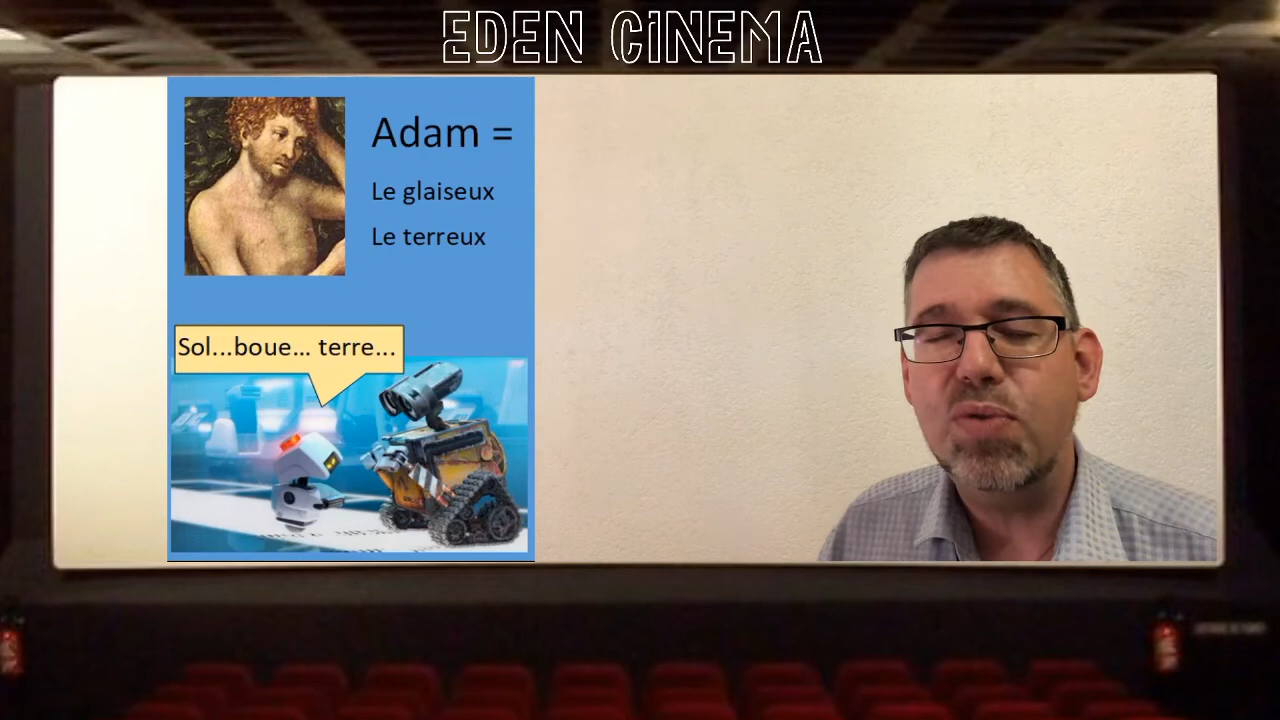 EDEN CINEMA
Adam =
Le glaiseux
Le terreux
Sol...boue... terre...